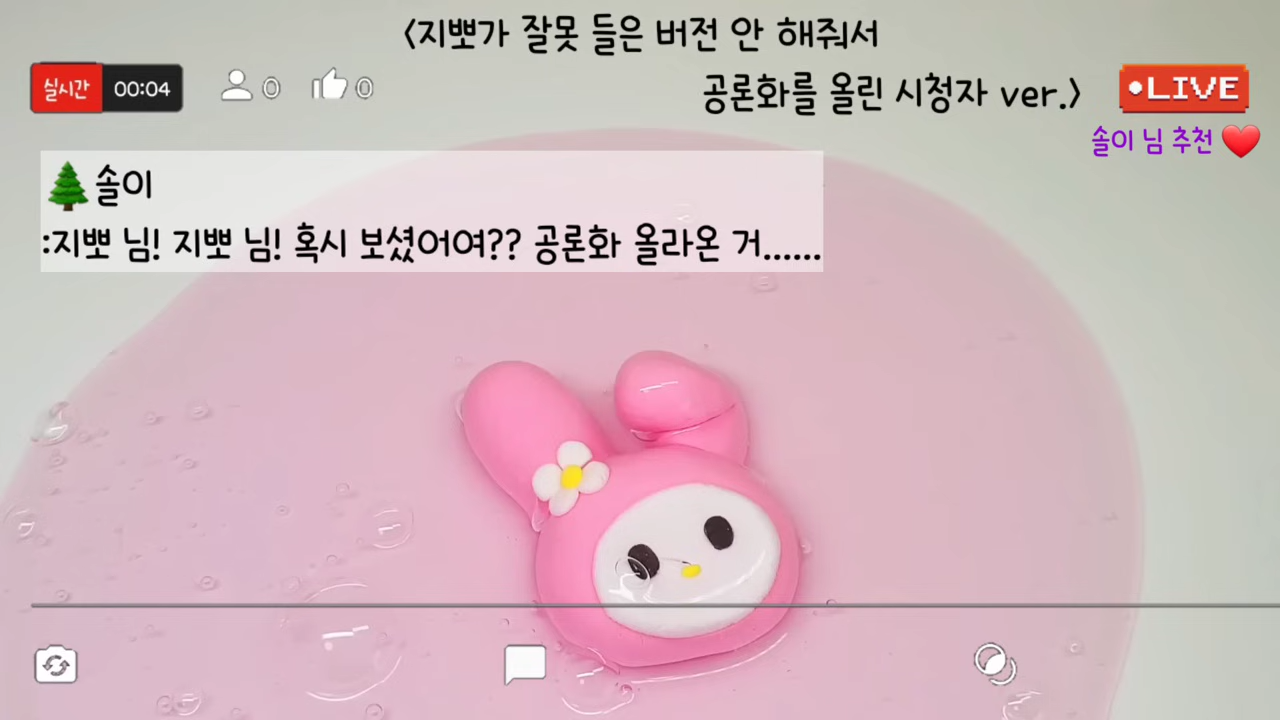 <지뽀가 잘못 들은 버전 안 해줘서
공론화를 올린 시청자 ver.>
실시간 00:04 0 0
LIVE
솔이 님 추천 ❤️
🌲솔이
:지뽀 님! 지뽀 님! 혹시 보셨어여?? 공론화 올라온 거......